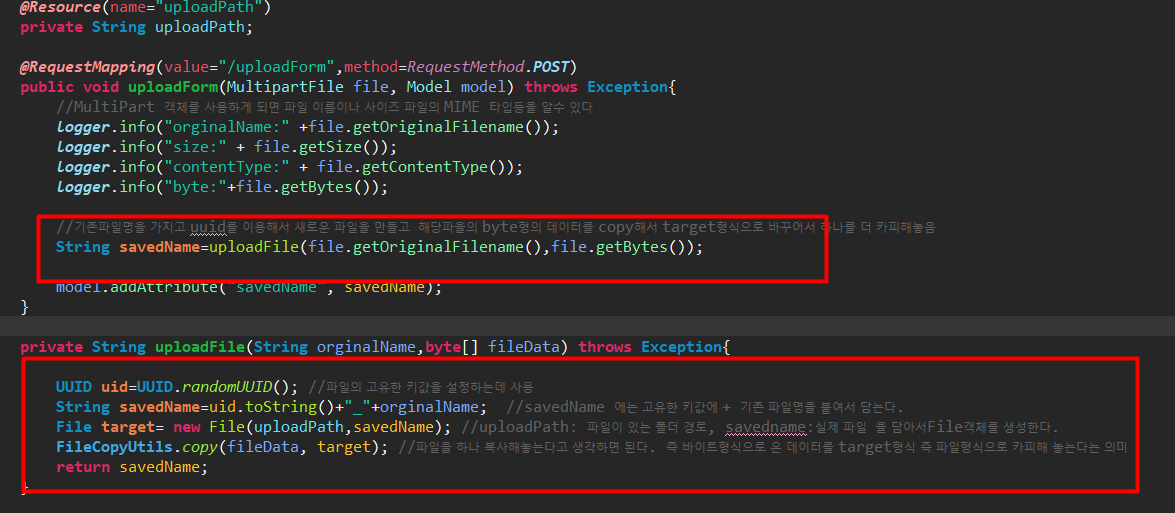 @Resource(name="uploadPath")
private String uploadPath;
@RequestMapping(value="/uploadForm",method=RequestMethod.POST)
public void uploadForm(MultipartFile file, Model model) throws Exception{
//MultiPart 객체를 사용하게 되면 파일 이름이나 사이즈 파일의 MIME 타입등을 알수 있다
logger.info("orginalName:" +file.getOriginalFilename());
logger.info("size:" + file.getSize());
logger.info("contentType:" + file.getContentType());
logger.info("byte:"+file.getBytes());
//기존파일명을 가지고 uuid를 이용해서 새로운 파일을 만들고 해당파을의 byte형의 데이터를 copy해서 target형식으로 바꾸어서 하나를 더 카피해놓음
String savedName=uploadFile(file.getOriginalFilename(),file.getBytes());
model.addAttribute("savedName", savedName);
}
private String uploadFile(String orginalName,byte[] fileData) throws Exception{
UUID uid=UUID.randomUUID(); //파일의 고유한 키값을 설정하는데 사용
String savedName=uid.toString()+"_"+orginalName; //savedName 에는 고유한 키값에 + 기존 파일명을 붙여서 담는다.
File target= new File(uploadPath,savedName); //uploadPath: 파일이 있는 폴더 경로, savedname:실제 파일 을 담아서File객체를 생성한다.
FileCopyUtils.copy(fileData, target); //파일을 하나 복사해놓는다고 생각하면 된다. 즉 바이트형식으로 온 데이터를 target형식 즉 파일형식으로 카피해 놓는다는 의미
return savedName;
}